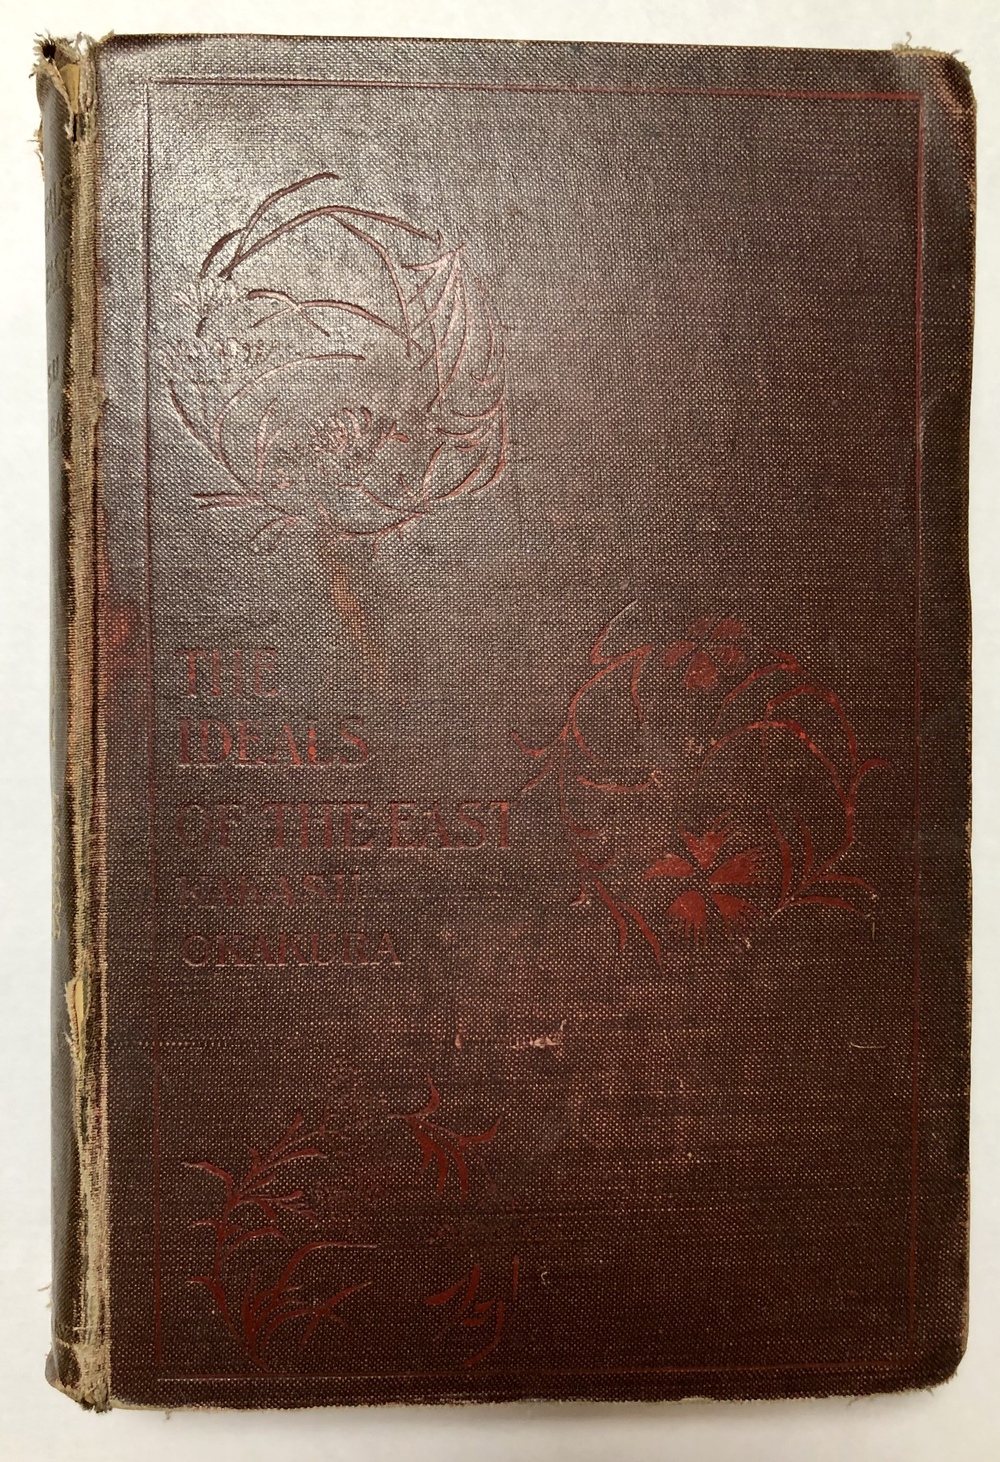 THE
IDEALS
OF THE EAST
KAKASU
OKAKURA